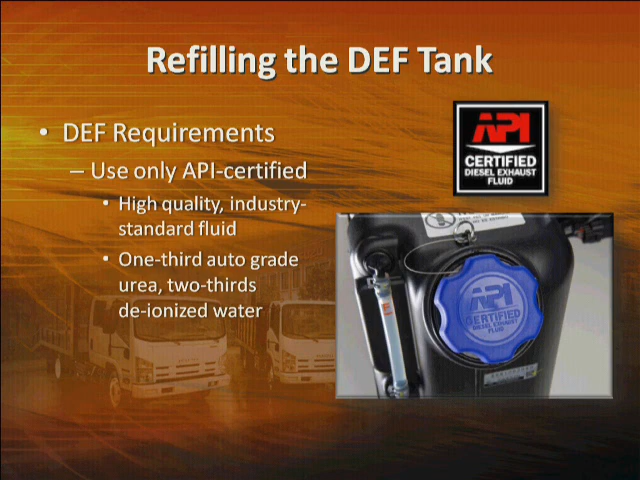 Refilling the DEF Tank
• DEF Requirements
– Use only API-certified
• High quality, industry-
standard fluid
• One-third auto grade
urea, two-thirds
de-ionized water
API
CERTIFIED
DIESEL EXHAUST
FLUID
API
CERTIFIED
DIESEL EXHAUST
FLUID